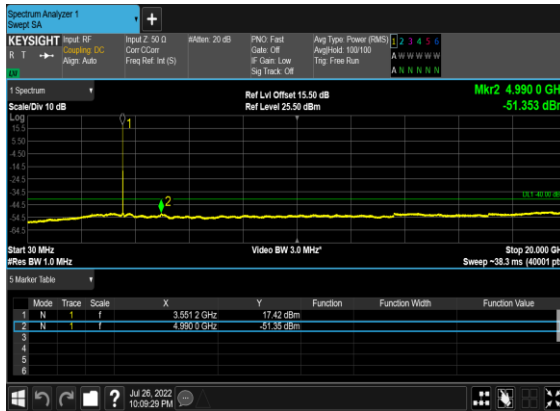 Spectrum Analyzer 1
Swept SA
KEYSIGHT
R T
Input: RF
Coupling: DC
Align: Auto
Input Z: 50 Ω
Corr CCorr
Freq Ref: Int (S)
#Atten: 20 dB
PNO: Fast
Gate: Off
IF Gain: Low
Sig Track: Off
Avg Type: Power (RMS)
Avg|Hold: 100/100
Trig: Free Run
1 2 3 4 5 6
A W W W W W
A N N N N N
1 Spectrum
Scale/Div 10 dB
Ref Lvl Offset 15.50 dB
Ref Level 25.50 dBm
Mkr2 4.990 0 GH
-51.353 dBm
Log
15.5
5.50
-4.50
-14.5
-24.5
-34.5
-44.5
-54.5
-64.5
1
2
Start 30 MHz
#Res BW 1.0 MHz
Video BW 3.0 MHz*
Stop 20.000 GH
Sweep ~38.3 ms (40001 pt
5 Marker Table
Mode Trace Scale X Y Function Function Width Function Value
1 N 1 f 3.551 2 GHz 17.42 dBm
2 N 1 f 4.990 0 GHz -51.35 dBm
3
4
5
6
?
Jul 26, 2022
10:09:29 PM